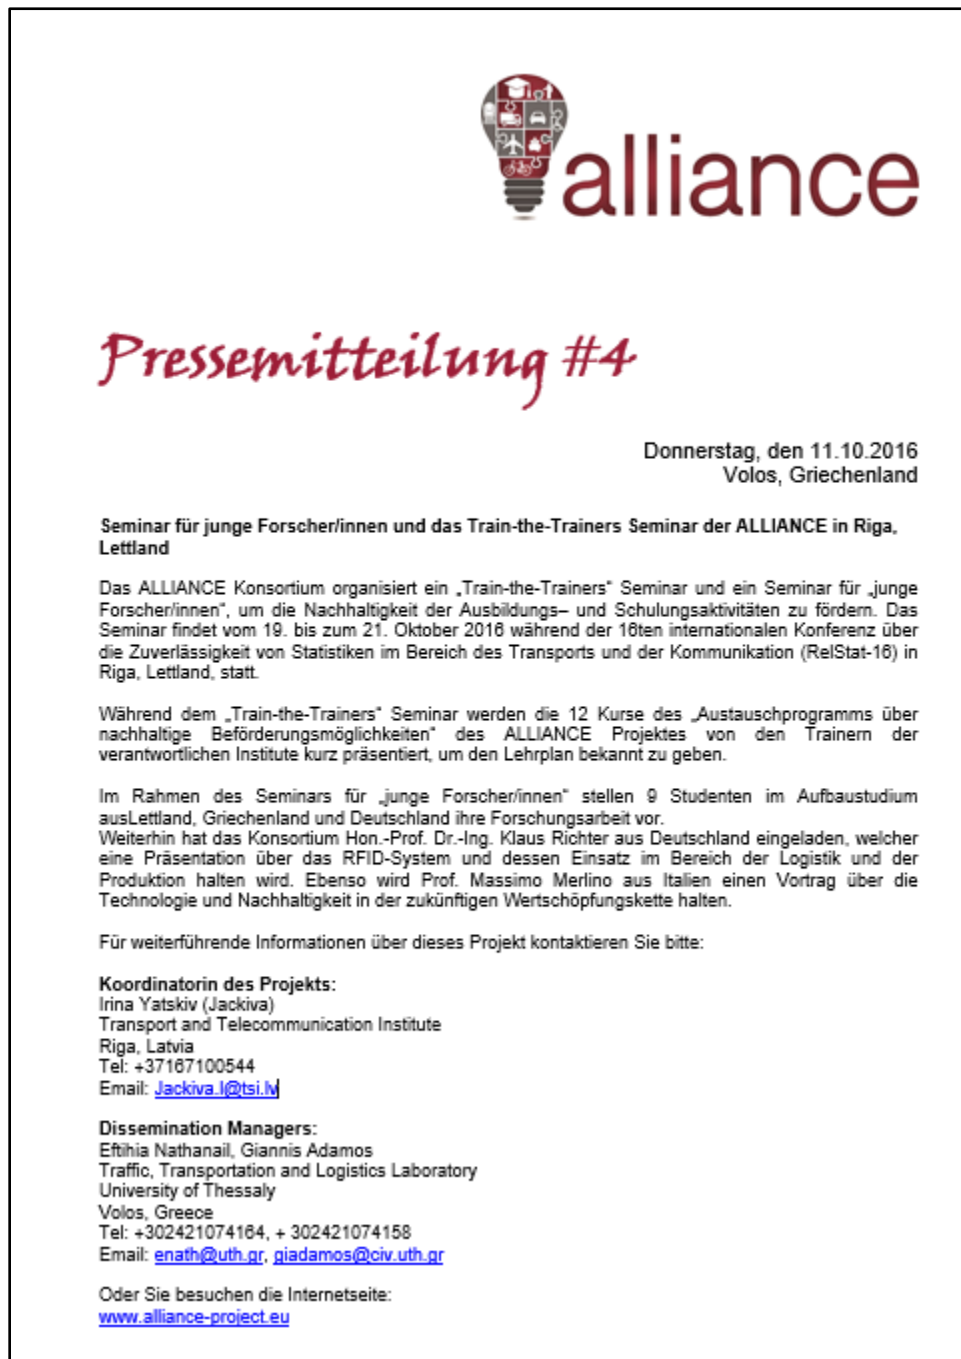 alliance
Pressemitteilung #4
Donnerstag, den 11.10.2016
Volos, Griechenland
Seminar für junge Forscher/innen und das Train-the-Trainers Seminar der ALLIANCE in Riga,
Lettland
Das ALLIANCE Konsortium organisiert ein „Train-the-Trainers“ Seminar und ein Seminar für „junge
Forscher/innen“, um die Nachhaltigkeit der Ausbildungs– und Schulungsaktivitäten zu fördern. Das
Seminar findet vom 19. bis zum 21. Oktober 2016 während der 16ten internationalen Konferenz über
die Zuverlässigkeit von Statistiken im Bereich des Transports und der Kommunikation (RelStat-16) in
Riga, Lettland, statt.
Während dem „Train-the-Trainers“ Seminar werden die 12 Kurse des „Austauschprogramms über
nachhaltige Beförderungsmöglichkeiten“ des ALLIANCE Projektes von den Trainern der
verantwortlichen Institute kurz präsentiert, um den Lehrplan bekannt zu geben.
Im Rahmen des Seminars für „junge Forscher/innen“ stellen 9 Studenten im Aufbaustudium
ausLettland, Griechenland und Deutschland ihre Forschungsarbeit vor.
Weiterhin hat das Konsortium Hon.-Prof. Dr.-Ing. Klaus Richter aus Deutschland eingeladen, welcher
eine Präsentation über das RFID-System und dessen Einsatz im Bereich der Logistik und der
Produktion halten wird. Ebenso wird Prof. Massimo Merlino aus Italien einen Vortrag über die
Technologie und Nachhaltigkeit in der zukünftigen Wertschöpfungskette halten.
Für weiterführende Informationen über dieses Projekt kontaktieren Sie bitte:
Koordinatorin des Projekts:
Irina Yatskiv (Jackiva)
Transport and Telecommunication Institute
Riga, Latvia
Tel: +37167100544
Email: Jackiva.I@tsi.lv
Dissemination Managers:
Eftihia Nathanail, Giannis Adamos
Traffic, Transportation and Logistics Laboratory
University of Thessaly
Volos, Greece
Tel: +302421074164, + 302421074158
Email: enath@uth.gr, giadamos@civ.uth.gr
Oder Sie besuchen die Internetseite:
www.alliance-project.eu